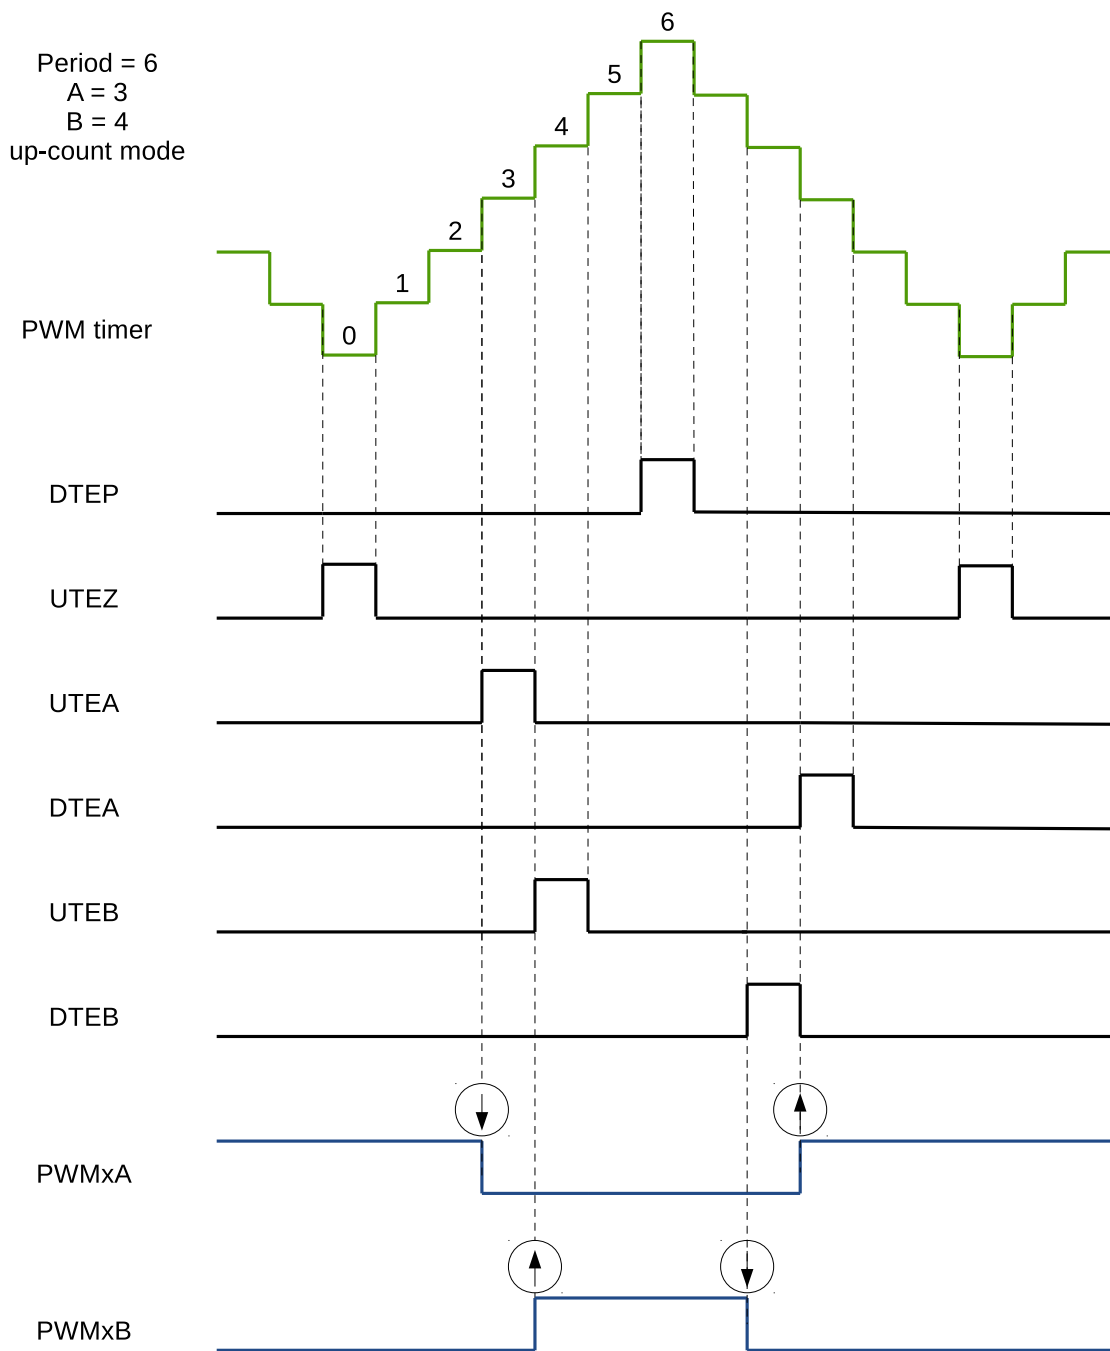 6
Period = 6
A = 3
B = 4
up-count mode
5
4
3
2
1
0
PWM timer
DTEP
UTEZ
UTEA
DTEA
UTEB
DTEB
PWMxA
PWMxB